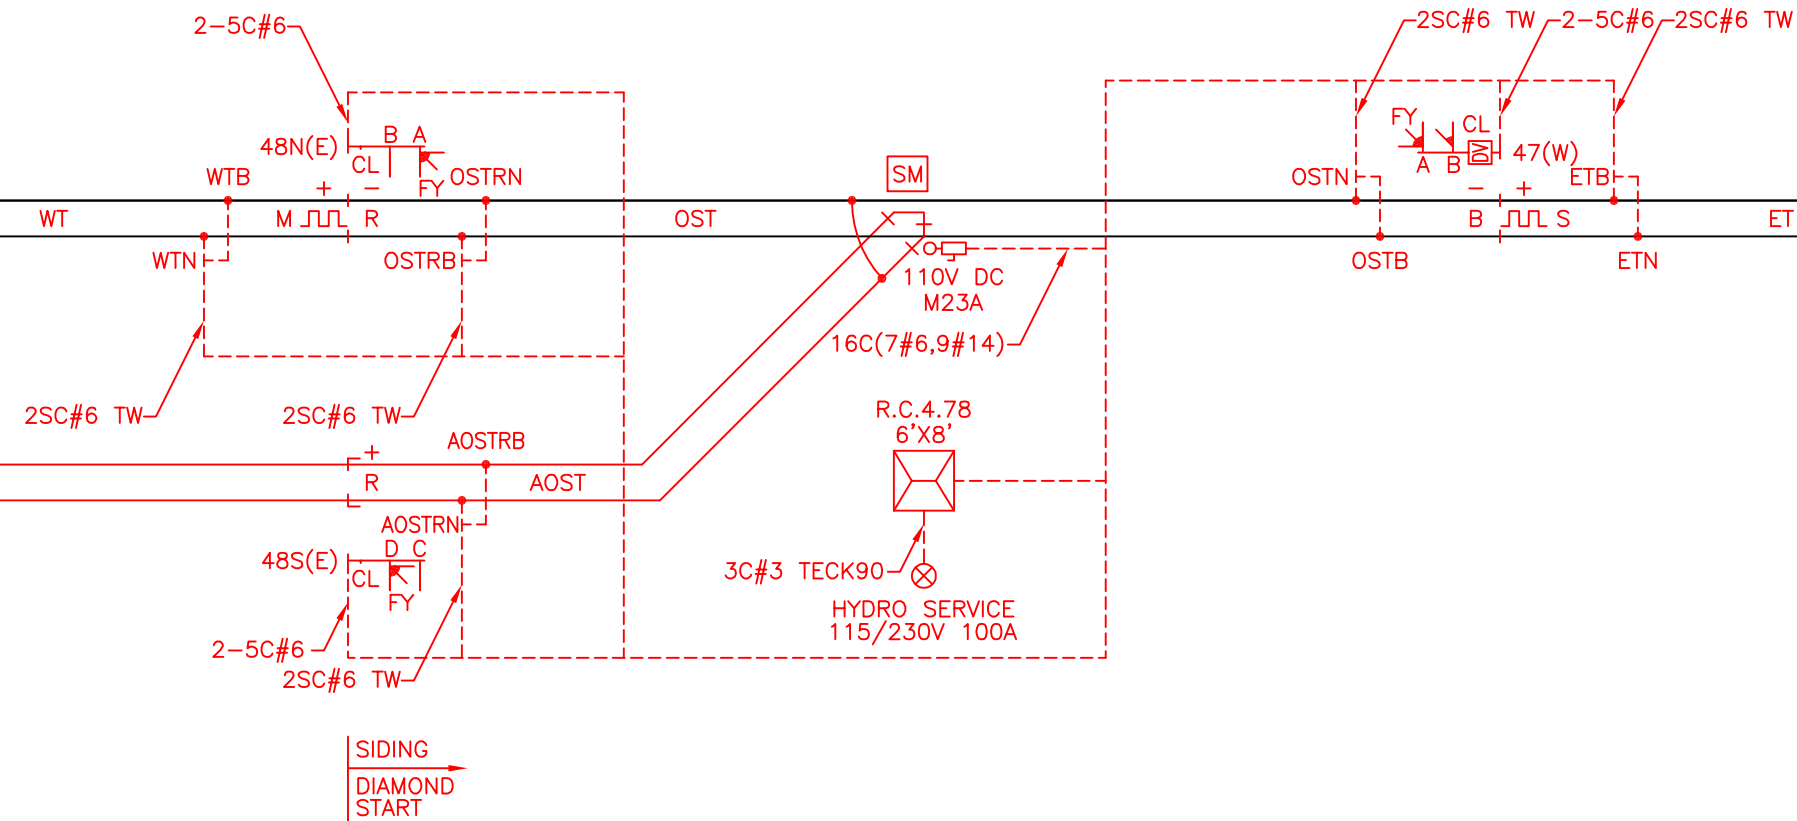 2-5C#6
2SC#6 TW
2-5C#6
2SC#6 TW
48N(E)
B A
CL
FY
FY
CL
DV
47(W)
A B
WTB
OSTRN
SM
OSTN
ETB
+ -
- +
WT
M
R
OST
B
S
ET
WTN
OSTRB
110V DC
M23A
OSTB
ETN
16C(7#6,9#14)
2SC#6 TW
2SC#6 TW
R.C.4.78
6'X8'
AOSTRB
+
R
AOST
AOSTRN
48S(E)
D C
CL
FY
3C#3 TECK90
HYDRO SERVICE
115/230V 100A
2-5C#6
2SC#6 TW
SIDING
DIAMOND
START